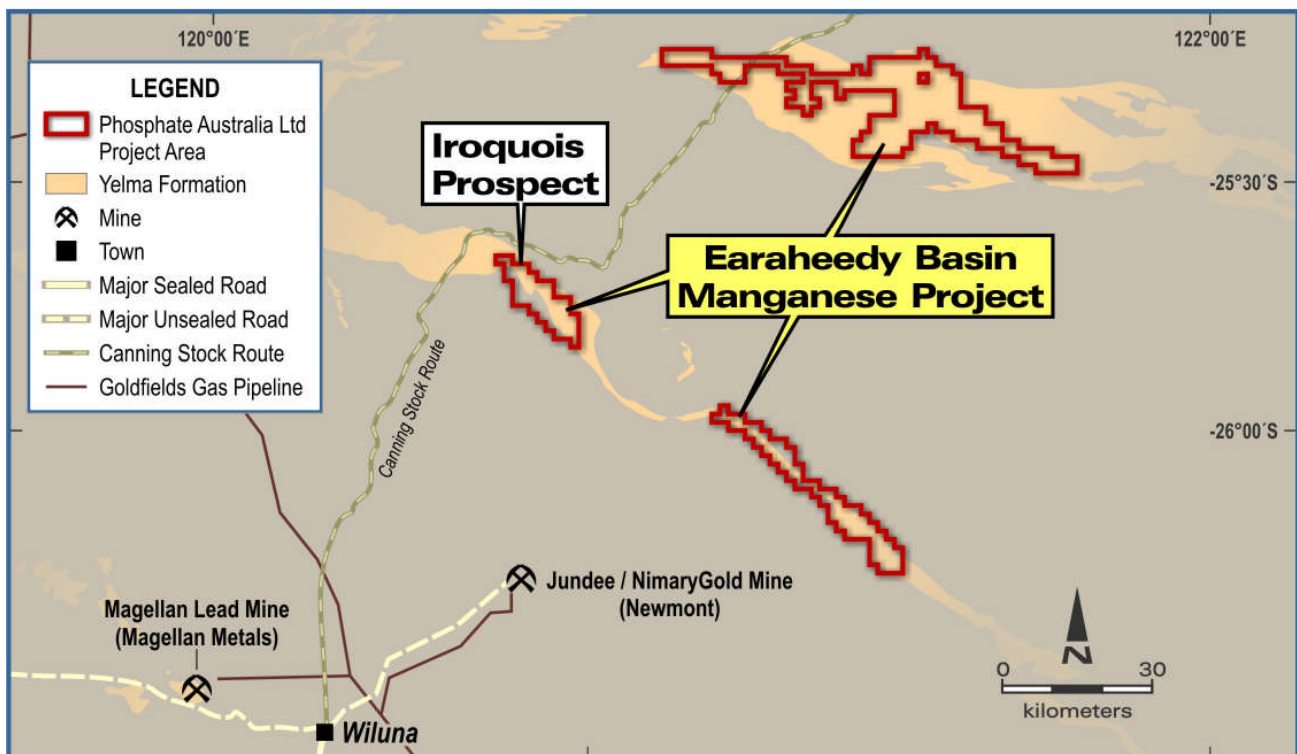 120°00´E
122°00´E
LEGEND
Phosphate Australia Ltd
Project Area
Yelma Formation
Mine
Town
Major Sealed Road
Major Unsealed Road
Canning Stock Route
Goldfields Gas Pipeline
Iroquois
Prospect
-25°30´S
Earaheedy Basin
Manganese Project
Canning Stock Route
-26°00´S
Jundee / NimaryGold Mine
(Newmont)
Magellan Lead Mine
(Magellan Metals)
Wiluna
N
0 30
kilometers